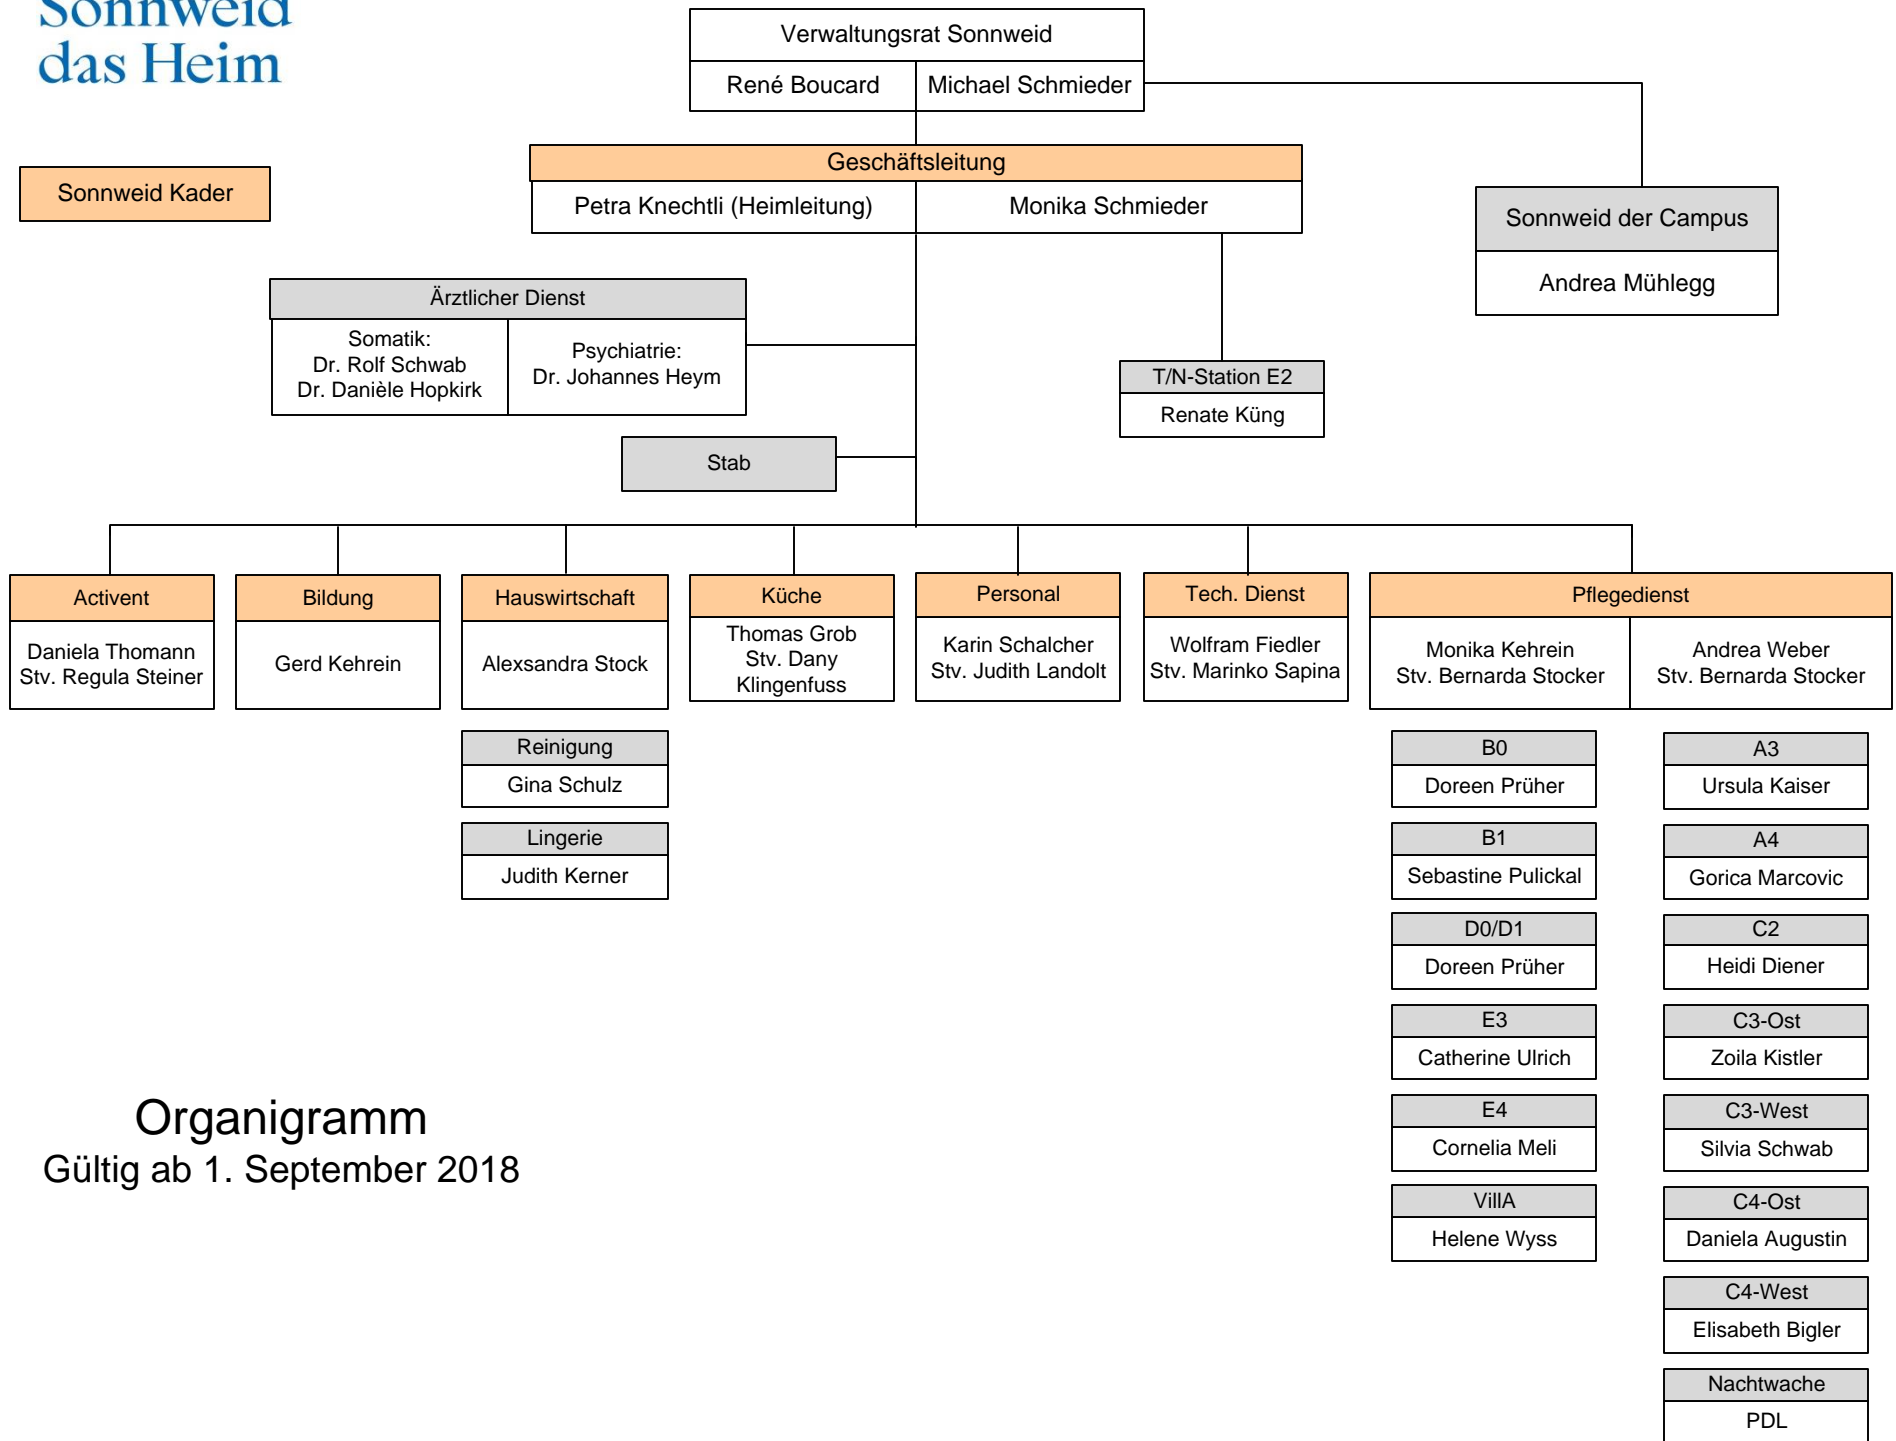 Sonnweid
das Heim
Verwaltungsrat Sonnweid
René Boucard
Michael Schmieder
Sonnweid Kader
Geschäftsleitung
Petra Knechtli (Heimleitung)
Monika Schmieder
Sonnweid der Campus
Andrea Mühlegg
Ärztlicher Dienst
Somatik:
Dr. Rolf Schwab
Dr. Danièle Hopkirk
Psychiatrie:
Dr. Johannes Heym
T/N-Station E2
Renate Küng
Stab
Activent
Daniela Thomann
Stv. Regula Steiner
Bildung
Gerd Kehrein
Hauswirtschaft
Alexsandra Stock
Küche
Thomas Grob
Stv. Dany
Klingenfuss
Personal
Karin Schalcher
Stv. Judith Landolt
Tech. Dienst
Wolfram Fiedler
Stv. Marinko Sapina
Pflegedienst
Monika Kehrein
Stv. Bernarda Stocker
Andrea Weber
Stv. Bernarda Stocker
Reinigung
Gina Schulz
Lingerie
Judith Kerner
B0
Doreen Prüher
B1
Sebastine Pulickal
D0/D1
Doreen Prüher
E3
Catherine Ulrich
E4
Cornelia Meli
VillA
Helene Wyss
A3
Ursula Kaiser
A4
Gorica Marcovic
C2
Heidi Diener
C3-Ost
Zoila Kistler
C3-West
Silvia Schwab
C4-Ost
Daniela Augustin
C4-West
Elisabeth Bigler
Nachtwache
PDL
Organigramm
Gültig ab 1. September 2018